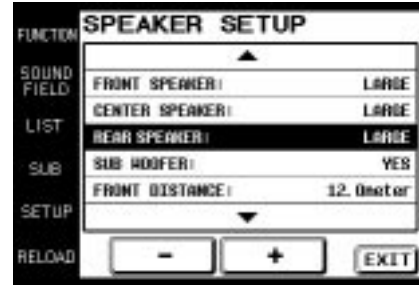 SPEAKER SETUP
FUNCTION
SOUND FIELD
LIST
SUB
SETUP
RELOAD
FRONT SPEAKER: LARGE
CENTER SPEAKER: LARGE
REAR SPEAKER: LARGE
SUB WOOFER: YES
FRONT DISTANCE: 12.0meter
- + EXIT